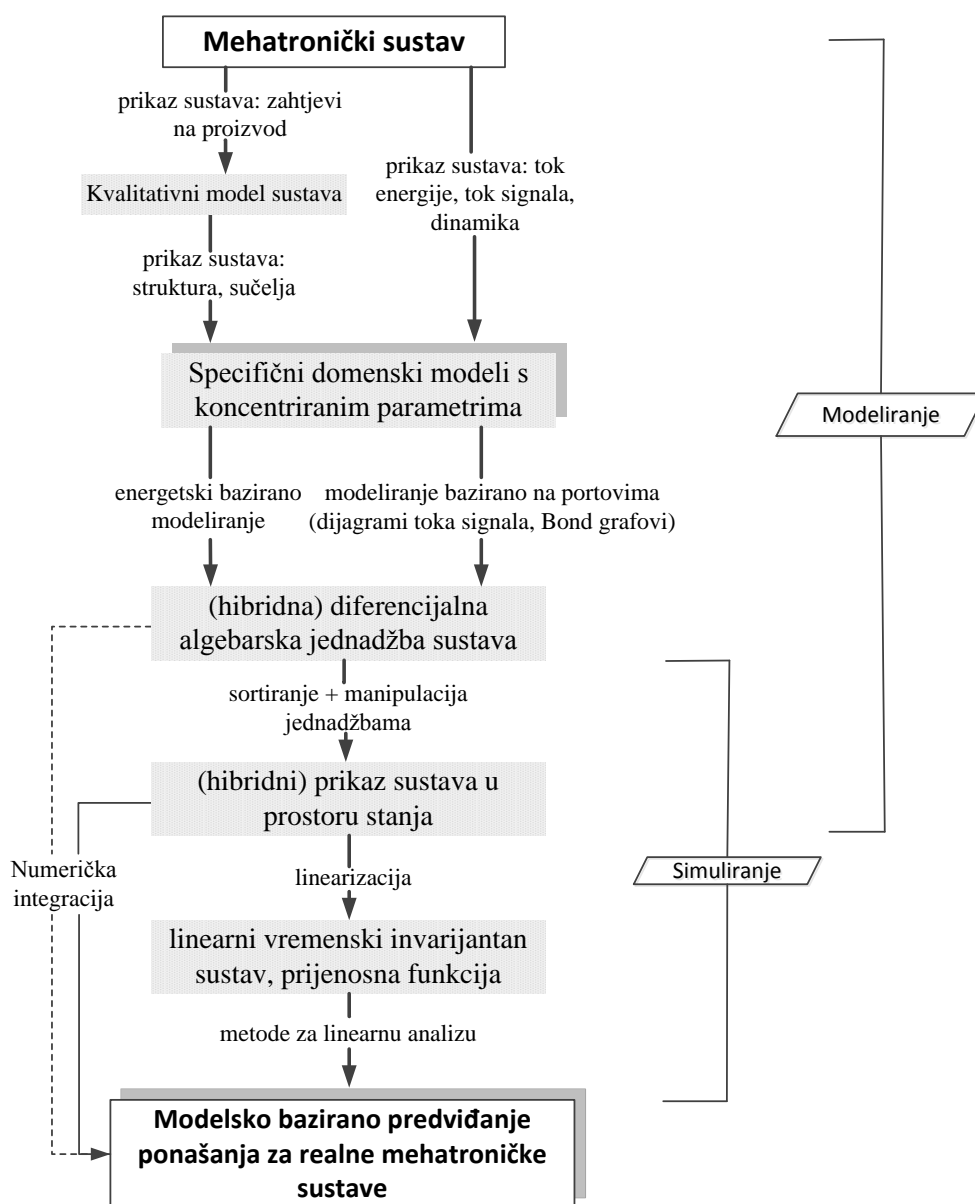 Mehatronički sustav
prikaz sustava: zahtjevi
na proizvod
prikaz sustava: tok
energije, tok signala,
dinamika
Kvalitativni model sustava
prikaz sustava:
struktura, sučelja
Specifični domenski modeli s
koncentriranim parametrima
Modeliranje
energetski bazirano
modeliranje
modeliranje bazirano na portovima
(dijagrami toka signala, Bond grafovi)
(hibridna) diferencijalna
algebarska jednadžba sustava
sortiranje + manipulacija
jednadžbama
(hibridni) prikaz sustava u
prostoru stanja
Numerička
integracija
linearizacija
Simuliranje
linearni vremenski invarijantan
sustav, prijenosna funkcija
metode za linearnu analizu
Modelsko bazirano predviđanje
ponašanja za realne mehatroničke
sustave